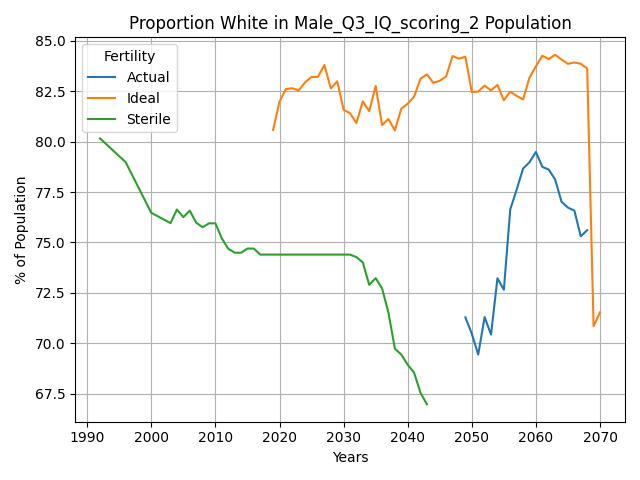 Proportion White in Male_Q3_IQ_scoring_2 Population
Fertility
Actual
Ideal
Sterile
% of Population
85.0
82.5
80.0
77.5
75.0
72.5
70.0
67.5
1990 2000 2010 2020 2030 2040 2050 2060 2070
Years